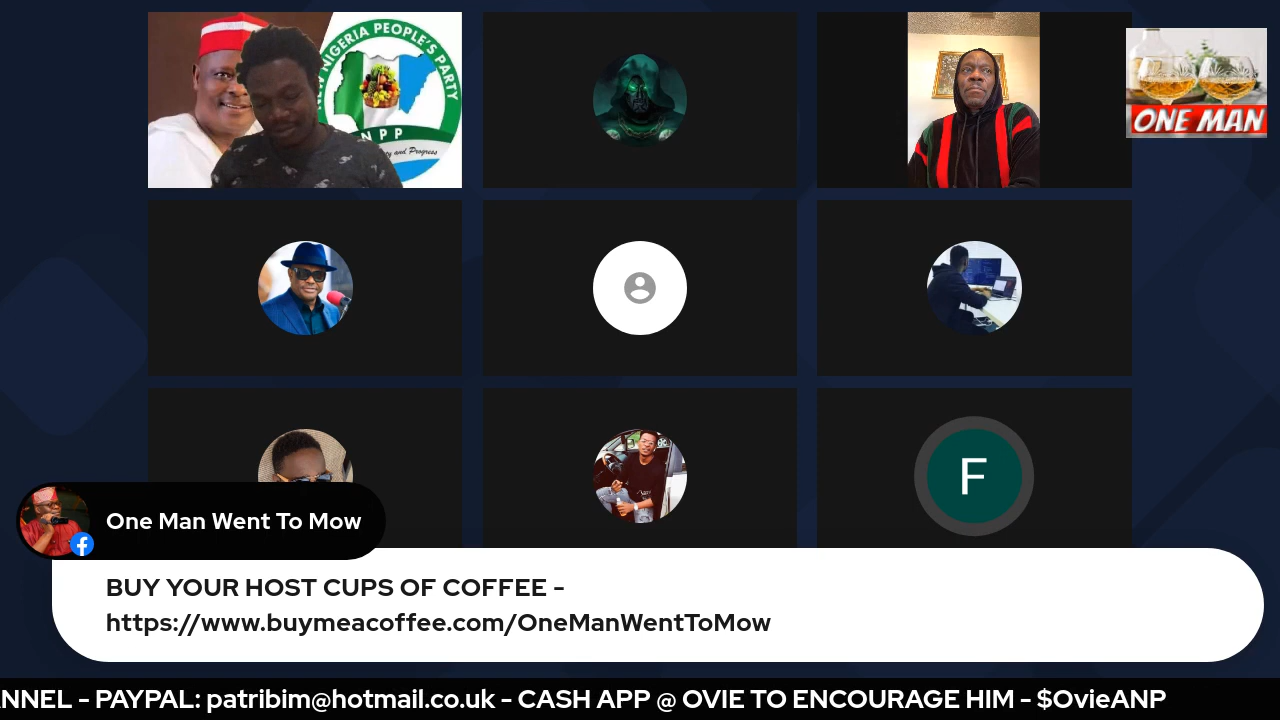 NIGERIA PEOPLE'S PARTY
NPP
ty and Progress
ONE MAN
F
One Man Went To Mow
BUY YOUR HOST CUPS OF COFFEE -
https://www.buymeacoffee.com/OneManWentToMow
NNEL - PAYPAL: patribim@hotmail.co.uk - CASH APP @ OVIE TO ENCOURAGE HIM - $OvieANP